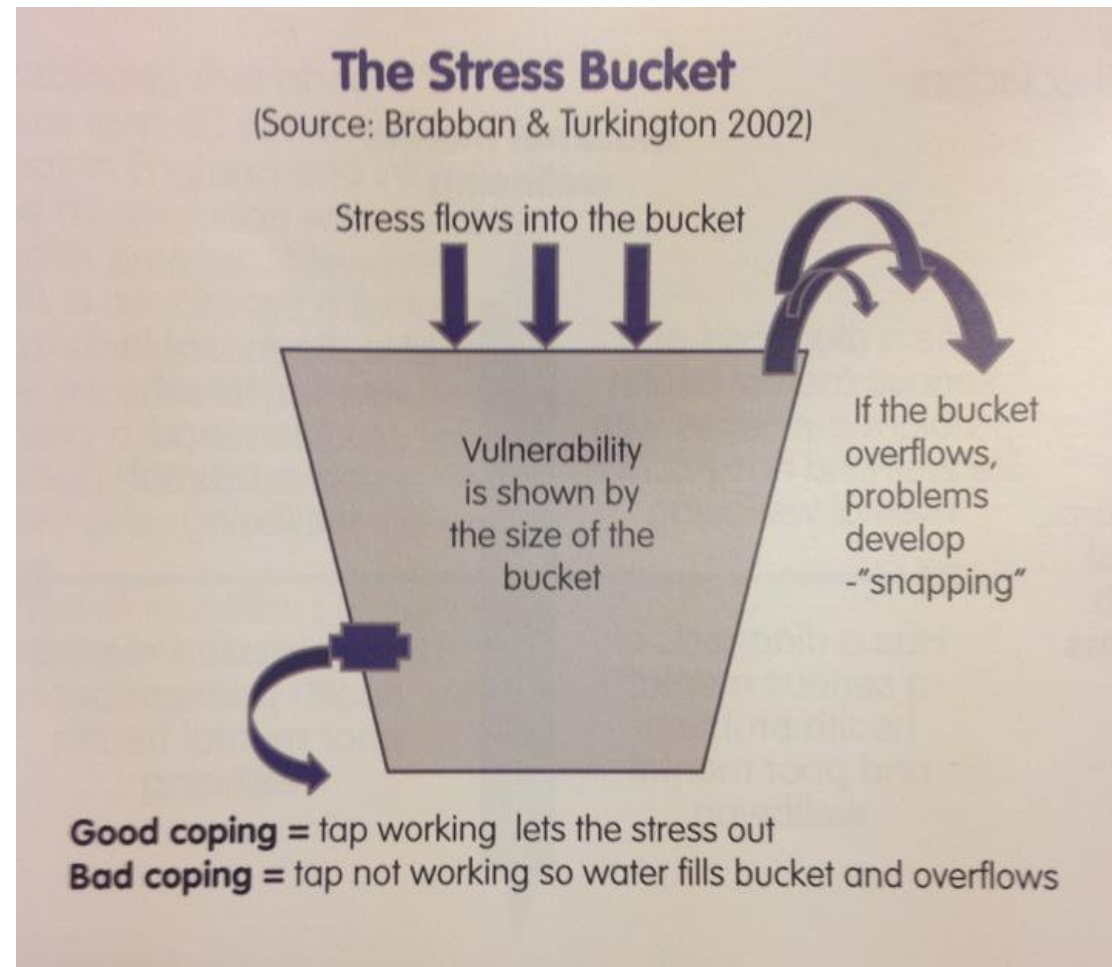 The Stress Bucket
(Source: Brabban & Turkington 2002)
Stress flows into the bucket
Vulnerability
is shown by
the size of the
bucket
If the bucket
overflows,
problems
develop
-"snapping"
Good coping = tap working lets the stress out
Bad coping = tap not working so water fills bucket and overflows